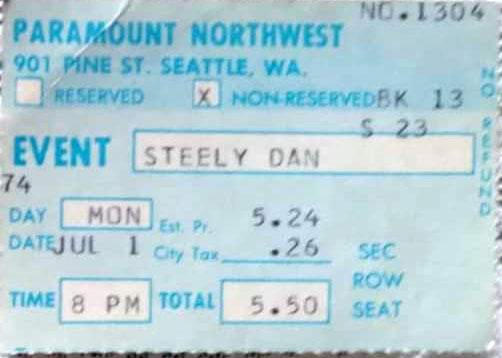 NO.1304
PARAMOUNT NORTHWEST
901 PINE ST. SEATTLE, WA.
RESERVED X NON-RESERVED BK 13
S 23
NO REFUND
EVENT STEELY DAN
74
DAY MON Est. Pr. 5.24
DATE JUL 1 City Tax .26 SEC
ROW
TIME 8 PM TOTAL 5.50 SEAT